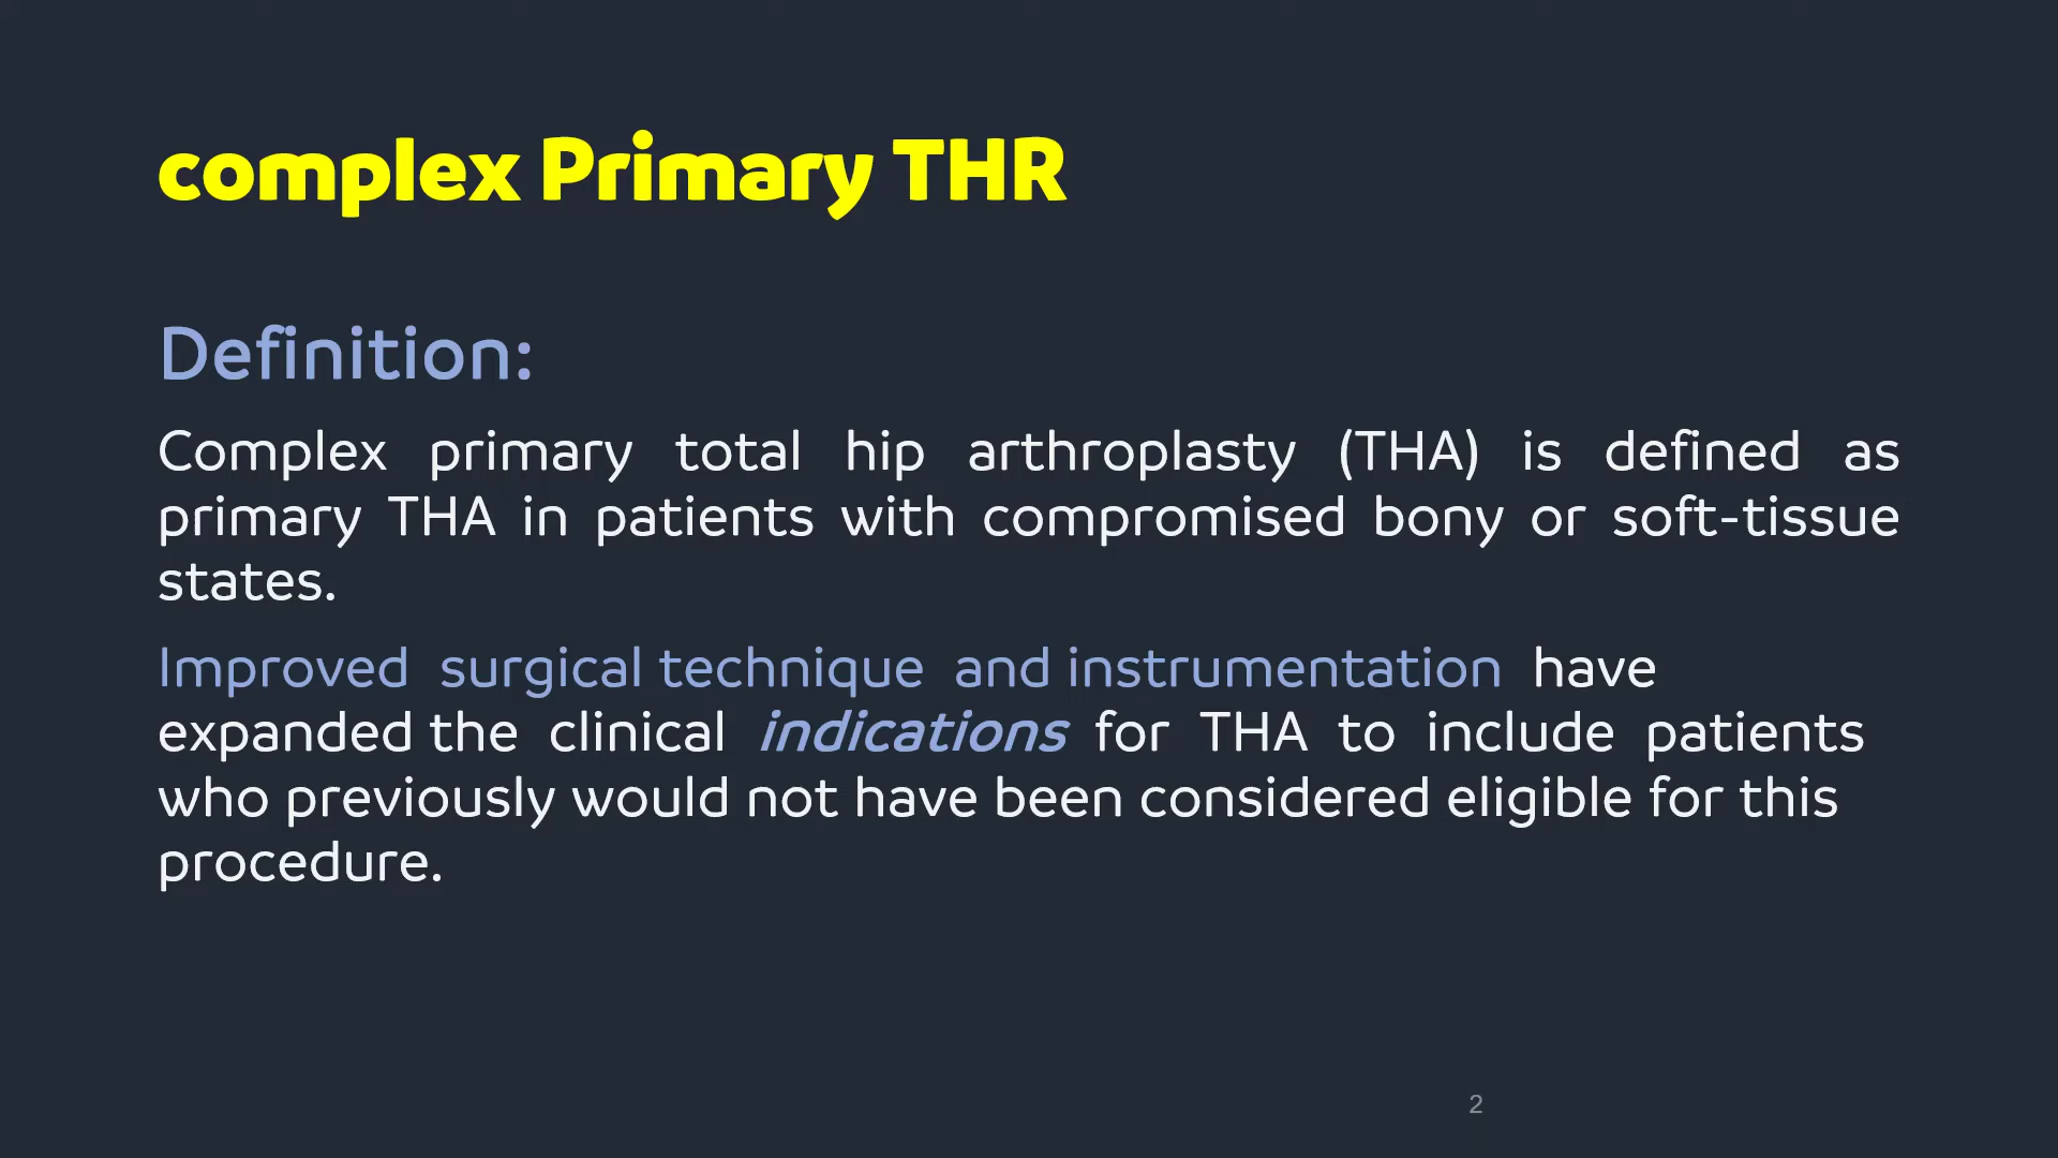 complex Primary THR
Definition:
Complex primary total hip arthroplasty (THA) is defined as
primary THA in patients with compromised bony or soft-tissue
states.
Improved surgical technique and instrumentation have
expanded the clinical indications for THA to include patients
who previously would not have been considered eligible for this
procedure.
2